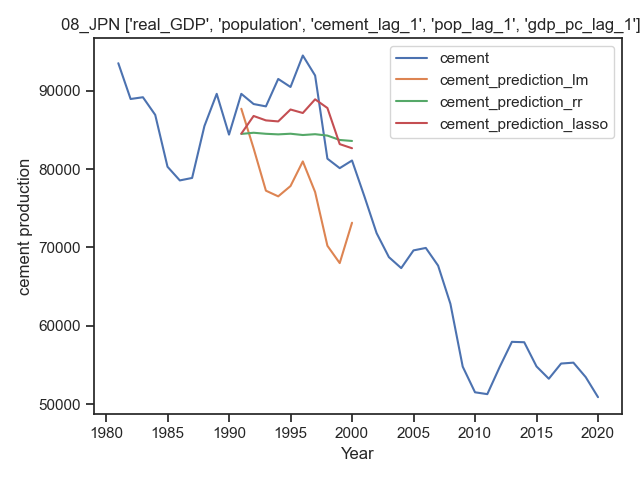 08_JPN ['real_GDP', 'population', 'cement_lag_1', 'pop_lag_1', 'gdp_pc_lag_1']
cement
cement_prediction_lm
cement_prediction_rr
cement_prediction_lasso
90000
80000
70000
60000
50000
cement production
1980 1985 1990 1995 2000 2005 2010 2015 2020
Year